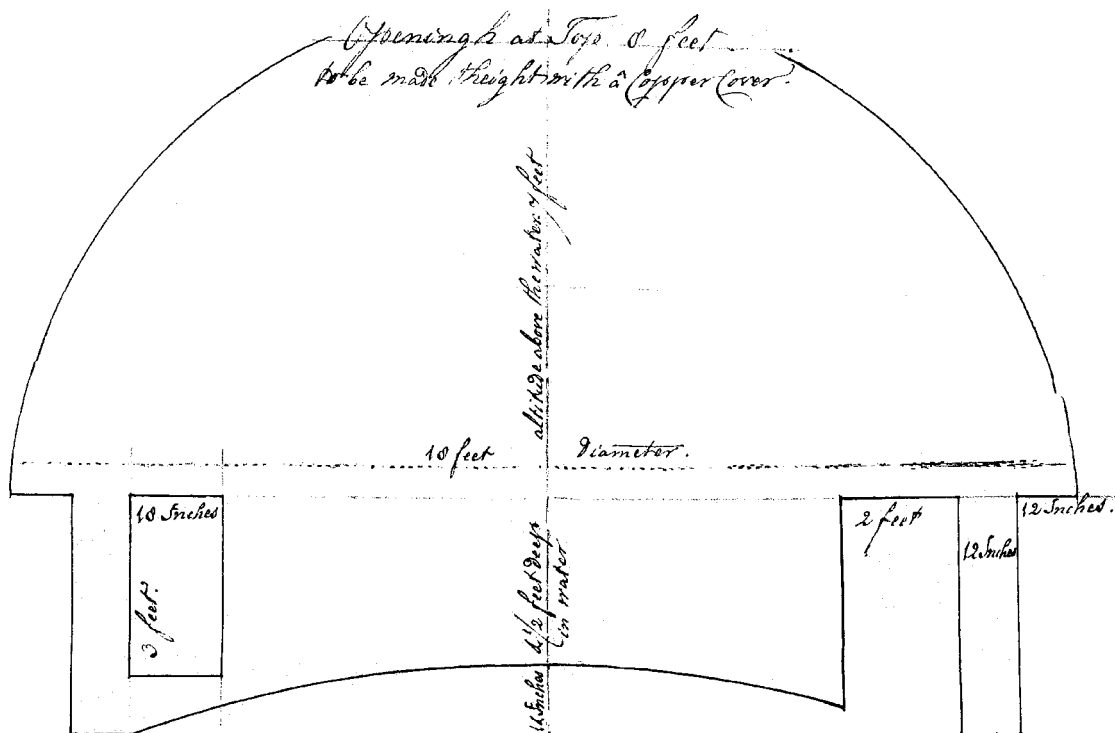 Openingh at Top 8 feet
to be made theight with â Copper Cover.
altitude above the water 7 feet
18 feet diameter.
18 Inches
3 feet.
2 feet
12 Inches
12 Inches.
2 1/2 feet deep
in water
Inches